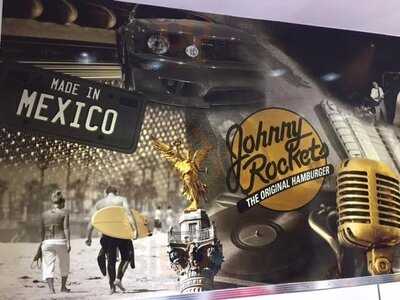 MADE IN
MEXICO
Johnny
Rockets
THE ORIGINAL HAMBURGER